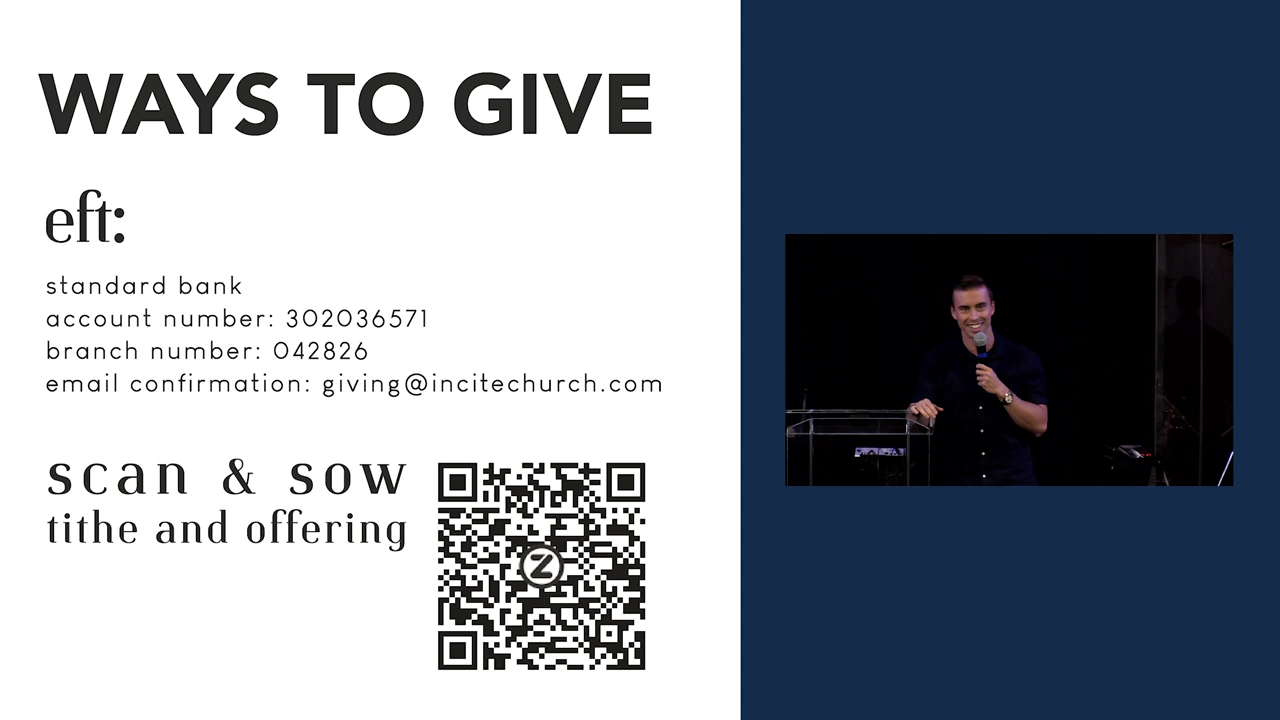 WAYS TO GIVE
eft:
standard bank
account number: 302036571
branch number: 042826
email confirmation: giving@incitechurch.com
scan & sow
tithe and offering
Z